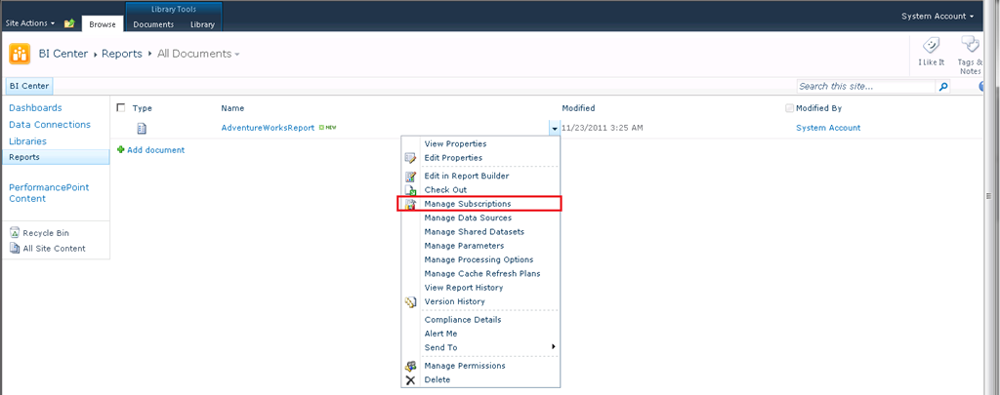 Library Tools
Site Actions
Browse
Documents
Library
System Account
BI Center
Reports
All Documents
I Like It
Tags &
Notes
BI Center
Search this site...
Dashboards
Data Connections
Libraries
Reports
PerformancePoint
Content
Recycle Bin
All Site Content
Type
Name
Modified
Modified By
AdventureWorksReport
NEW
11/23/2011 3:25 AM
System Account
Add document
View Properties
Edit Properties
Edit in Report Builder
Check Out
Manage Subscriptions
Manage Data Sources
Manage Shared Datasets
Manage Parameters
Manage Processing Options
Manage Cache Refresh Plans
View Report History
Version History
Compliance Details
Alert Me
Send To
Manage Permissions
Delete